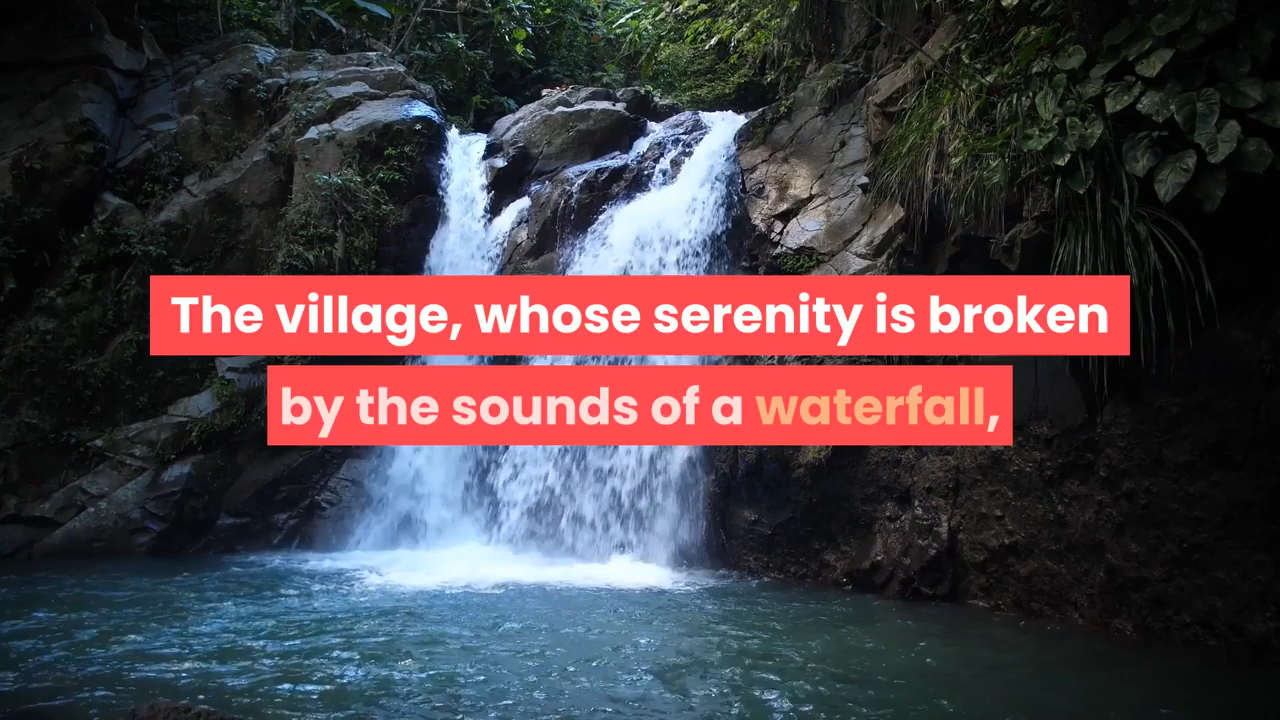 The village, whose serenity is broken
by the sounds of a waterfall,